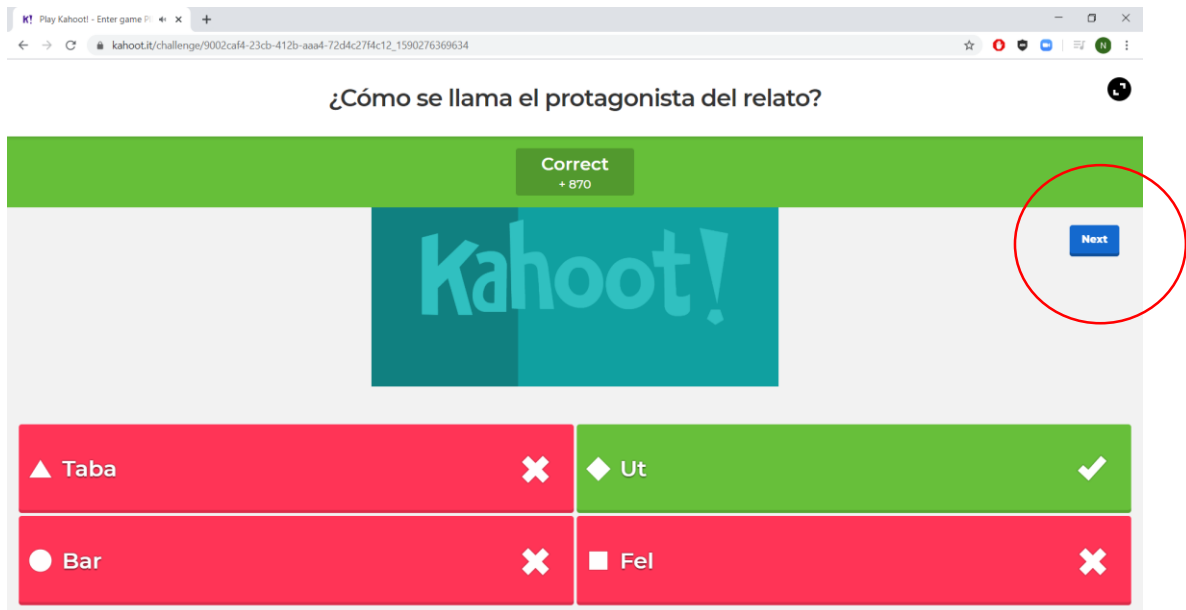 K! Play Kahoot! - Enter game P
kahoot.it/challenge/9002caf4-23cb-412b-aaa4-72d4c27f4c12_1590276369634
N
¿Cómo se llama el protagonista del relato?
Correct
+ 870
Kahoot!
Next
Taba
Ut
Bar
Fel